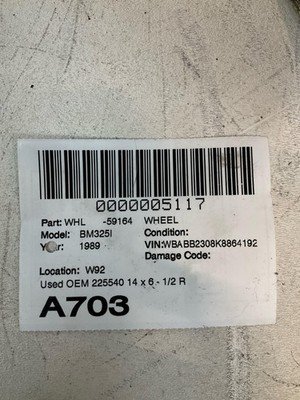 0000005117
Part: WHL -59164 WHEEL
Model: BM325I Condition:
Year: 1989 VIN:WBABB2308K8864192
Damage Code:
Location: W92
Used OEM 225540 14 x 6 - 1/2 R
A703